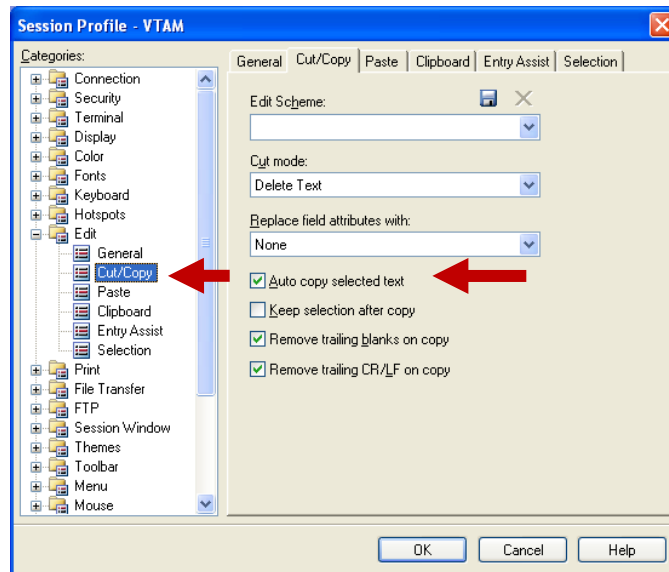 Session Profile - VTAM
Categories:
Connection
Security
Terminal
Display
Color
Fonts
Keyboard
Hotspots
Edit
General
Cut/Copy
Paste
Clipboard
Entry Assist
Selection
Print
File Transfer
FTP
Session Window
Themes
Toolbar
Menu
Mouse
General Cut/Copy Paste Clipboard Entry Assist Selection
Edit Scheme:
Cut mode:
Delete Text
Replace field attributes with:
None
Auto copy selected text
Keep selection after copy
Remove trailing blanks on copy
Remove trailing CR/LF on copy
OK Cancel Help